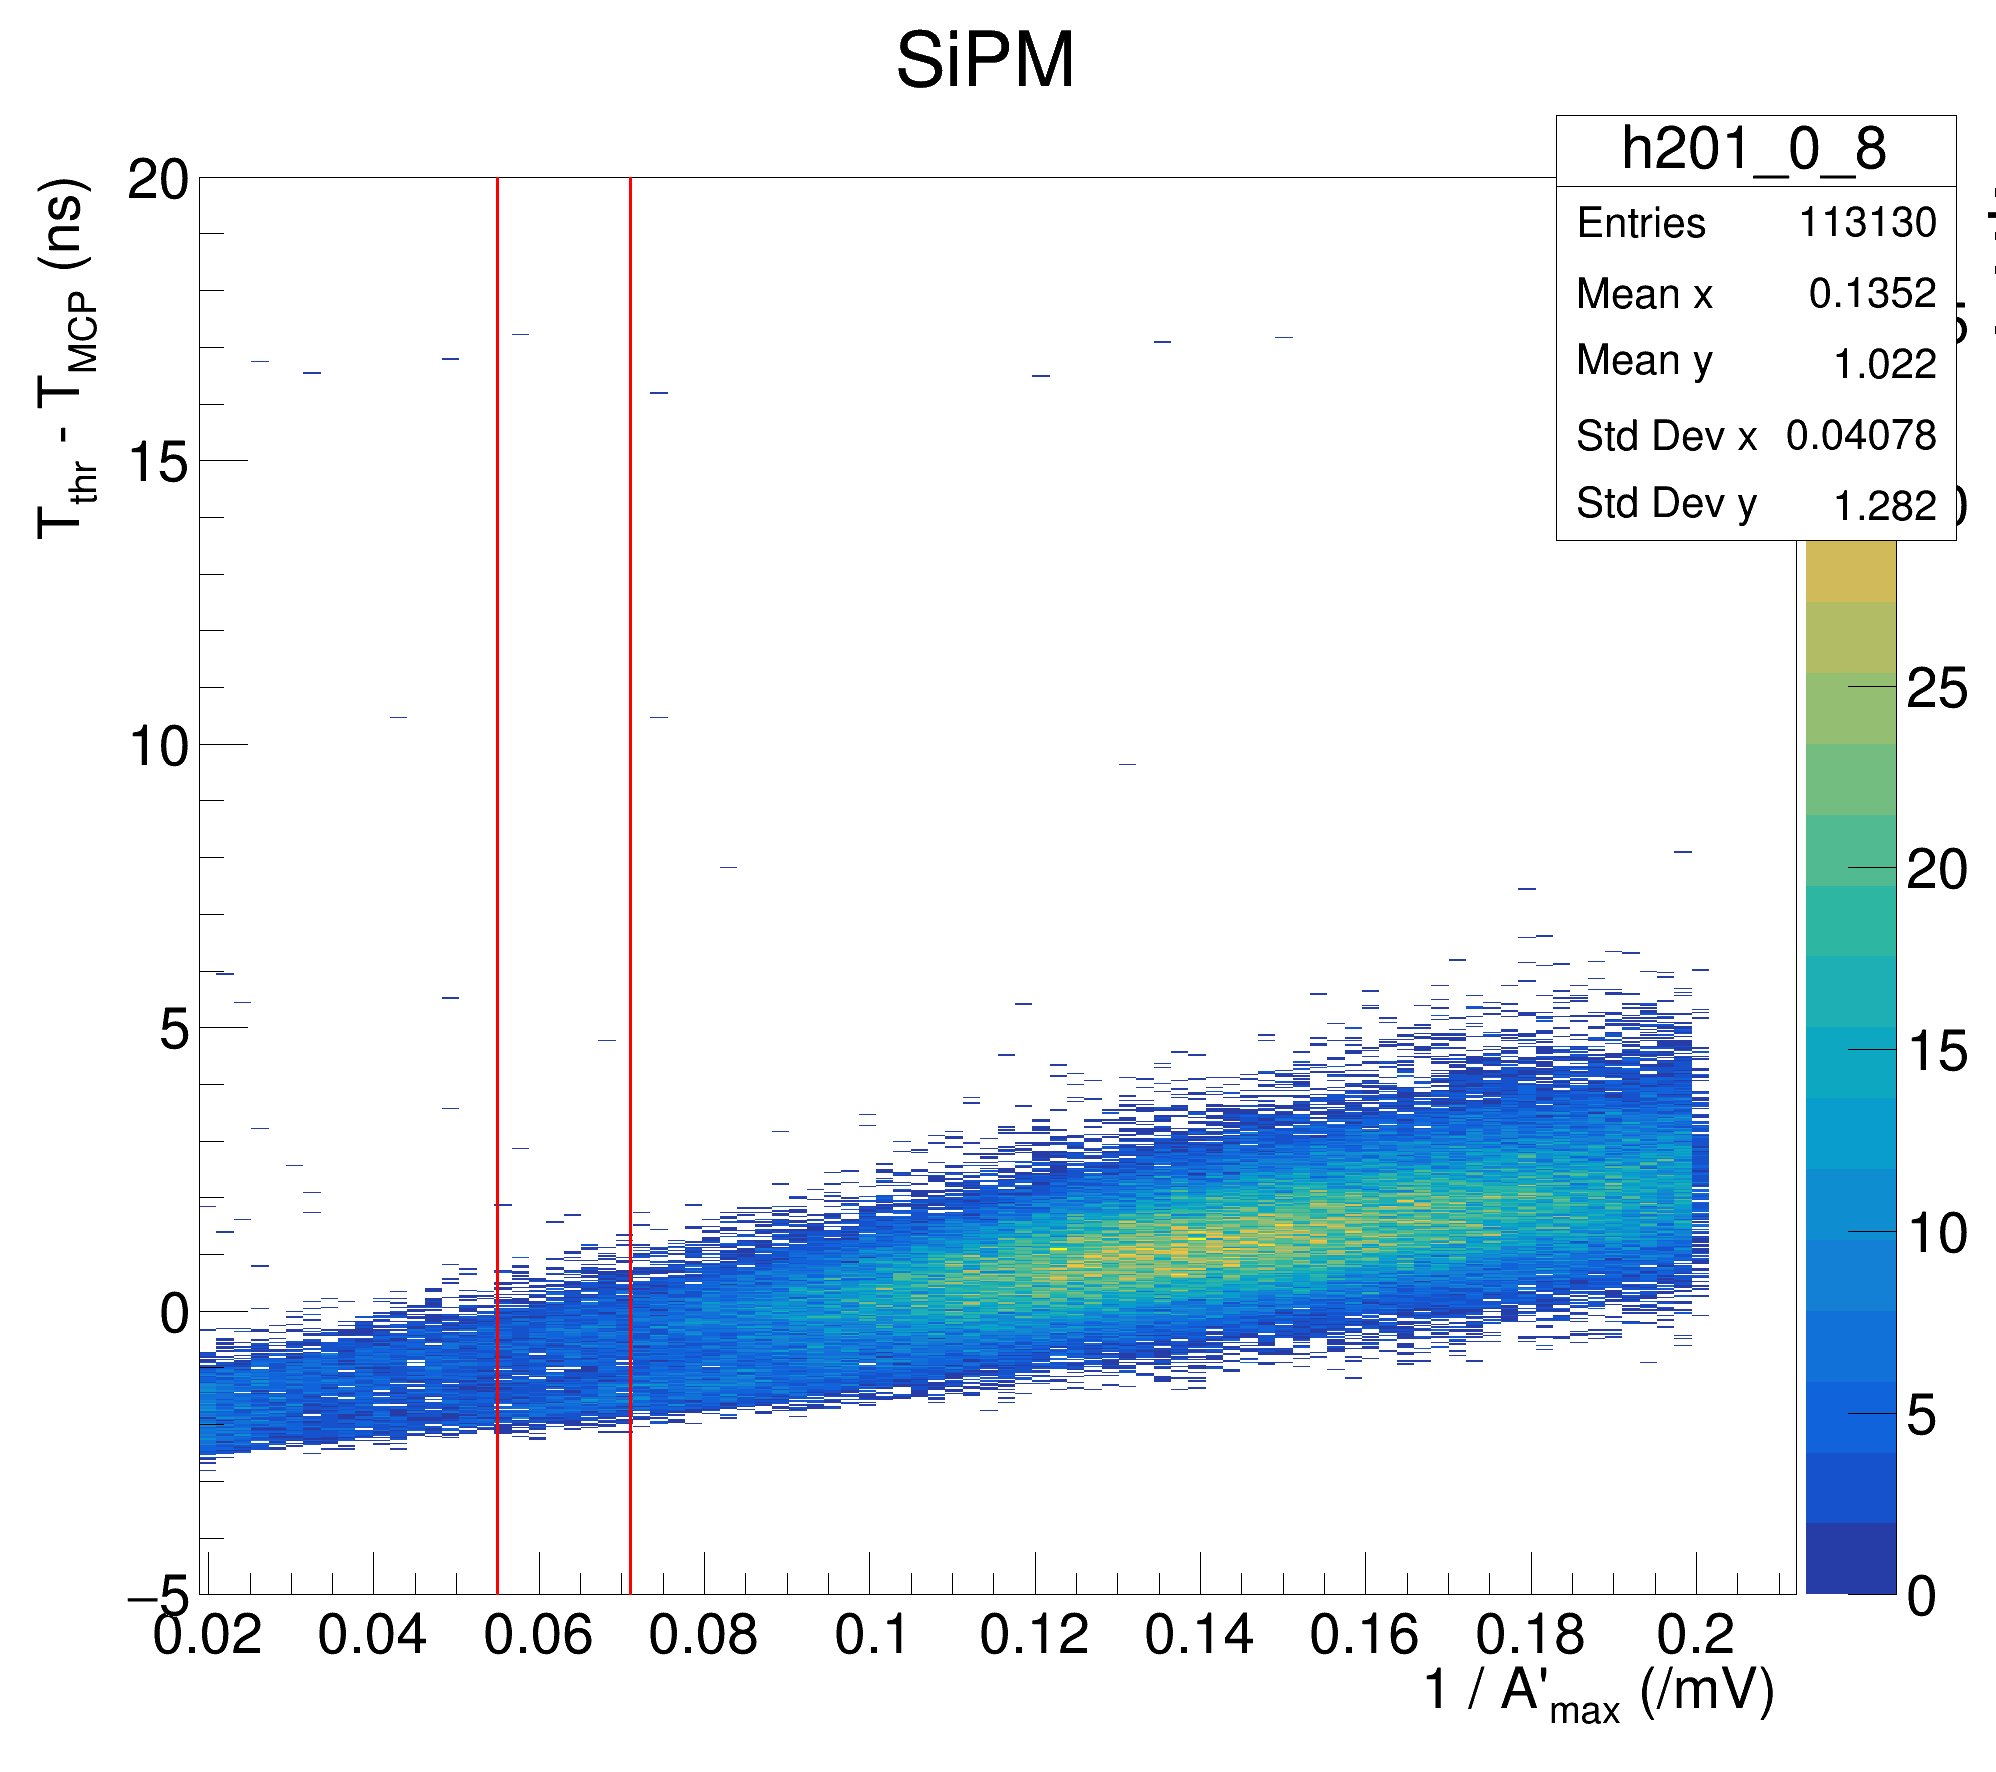 SiPM
h201_0_8
Entries 113130
Mean x 0.1352
Mean y 1.022
Std Dev x 0.04078
Std Dev y 1.282
T_thr - T_MCP (ns)
20
15
10
5
0
−5
0.02 0.04 0.06 0.08 0.1 0.12 0.14 0.16 0.18 0.2
1 / A'_max (/mV)
25
20
15
10
5
0